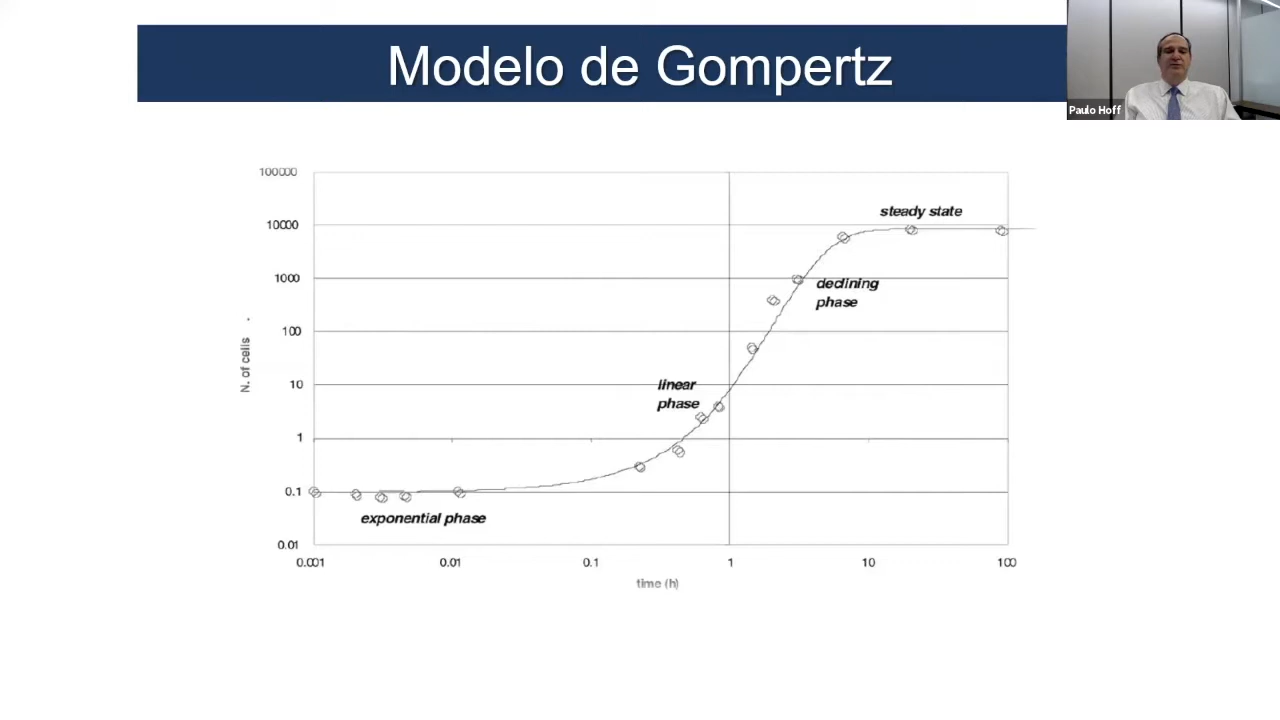 Modelo de Gompertz
Paulo Hoff
100000
10000
1000
100
10
1
0.1
0.01
N. of cells
steady state
declining
phase
linear
phase
exponential phase
0.001
0.01
0.1
1
10
100
time (h)